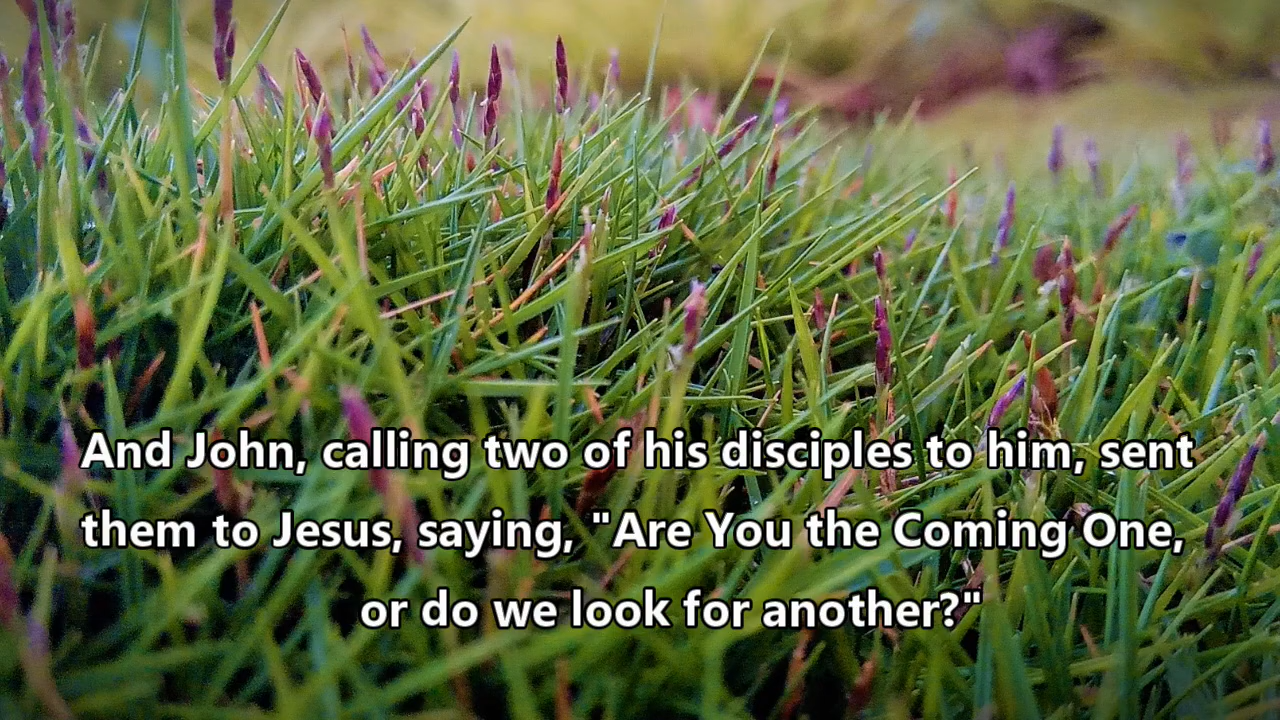 And John, calling two of his disciples to him, sent
them to Jesus, saying, "Are You the Coming One,
or do we look for another?"